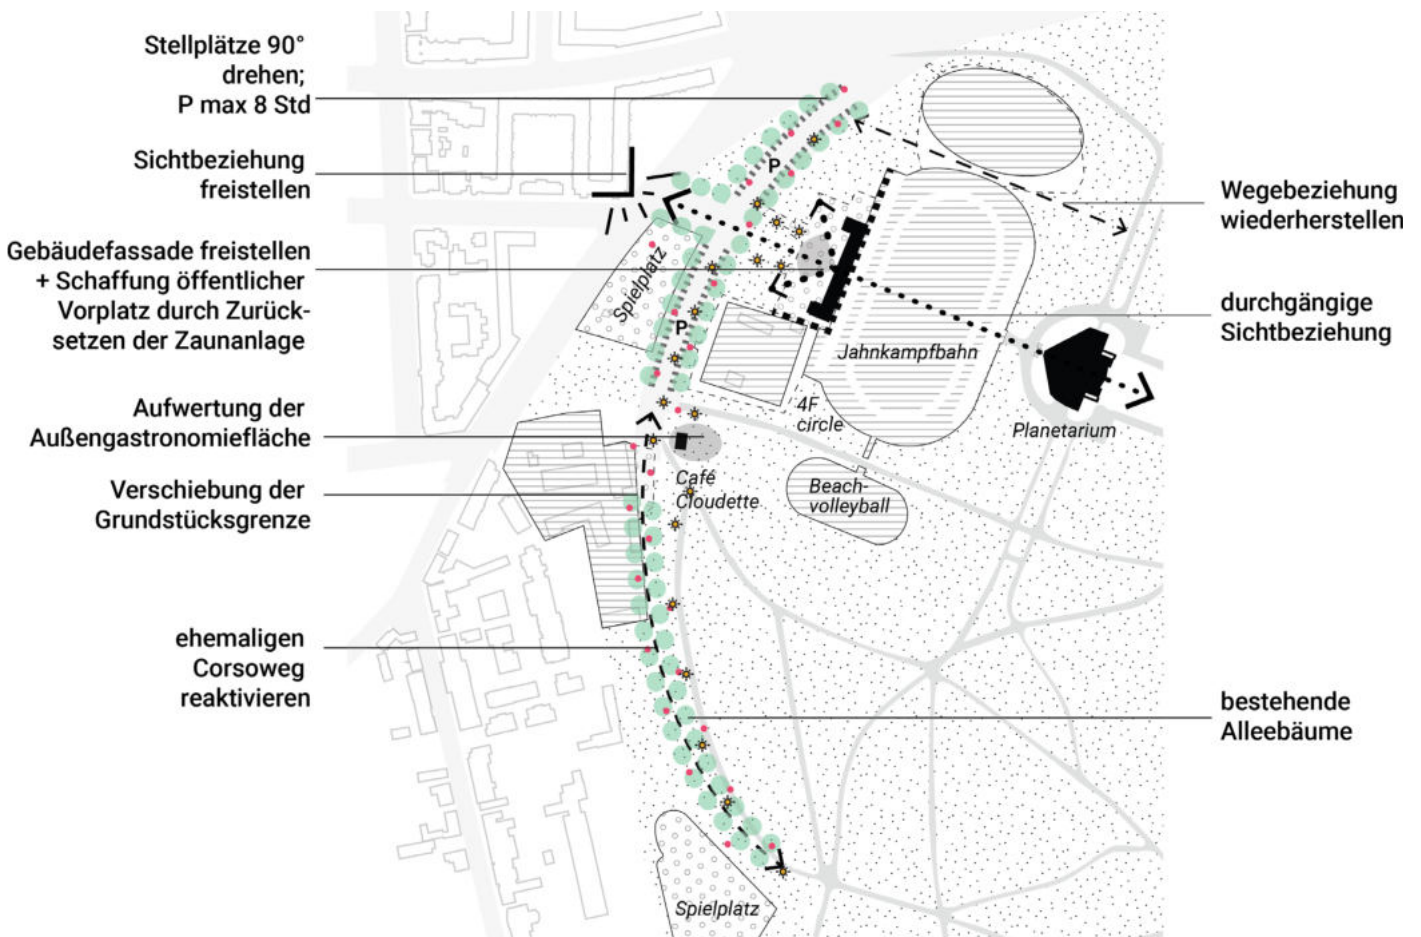 Stellplätze 90°
drehen;
P max 8 Std
Sichtbeziehung
freistellen
Gebäudefassade freistellen
+ Schaffung öffentlicher
Vorplatz durch Zurück-
setzen der Zaunanlage
Aufwertung der
Außengastronomiefläche
Verschiebung der
Grundstücksgrenze
ehemaligen
Corsoweg
reaktivieren
P
Spielplatz
P
Jahnkampfbahn
4F
circle
Planetarium
Café
Cloudette
Beach-
volleyball
Spielplatz
Wegebeziehung
wiederherstellen
durchgängige
Sichtbeziehung
bestehende
Alleebäume